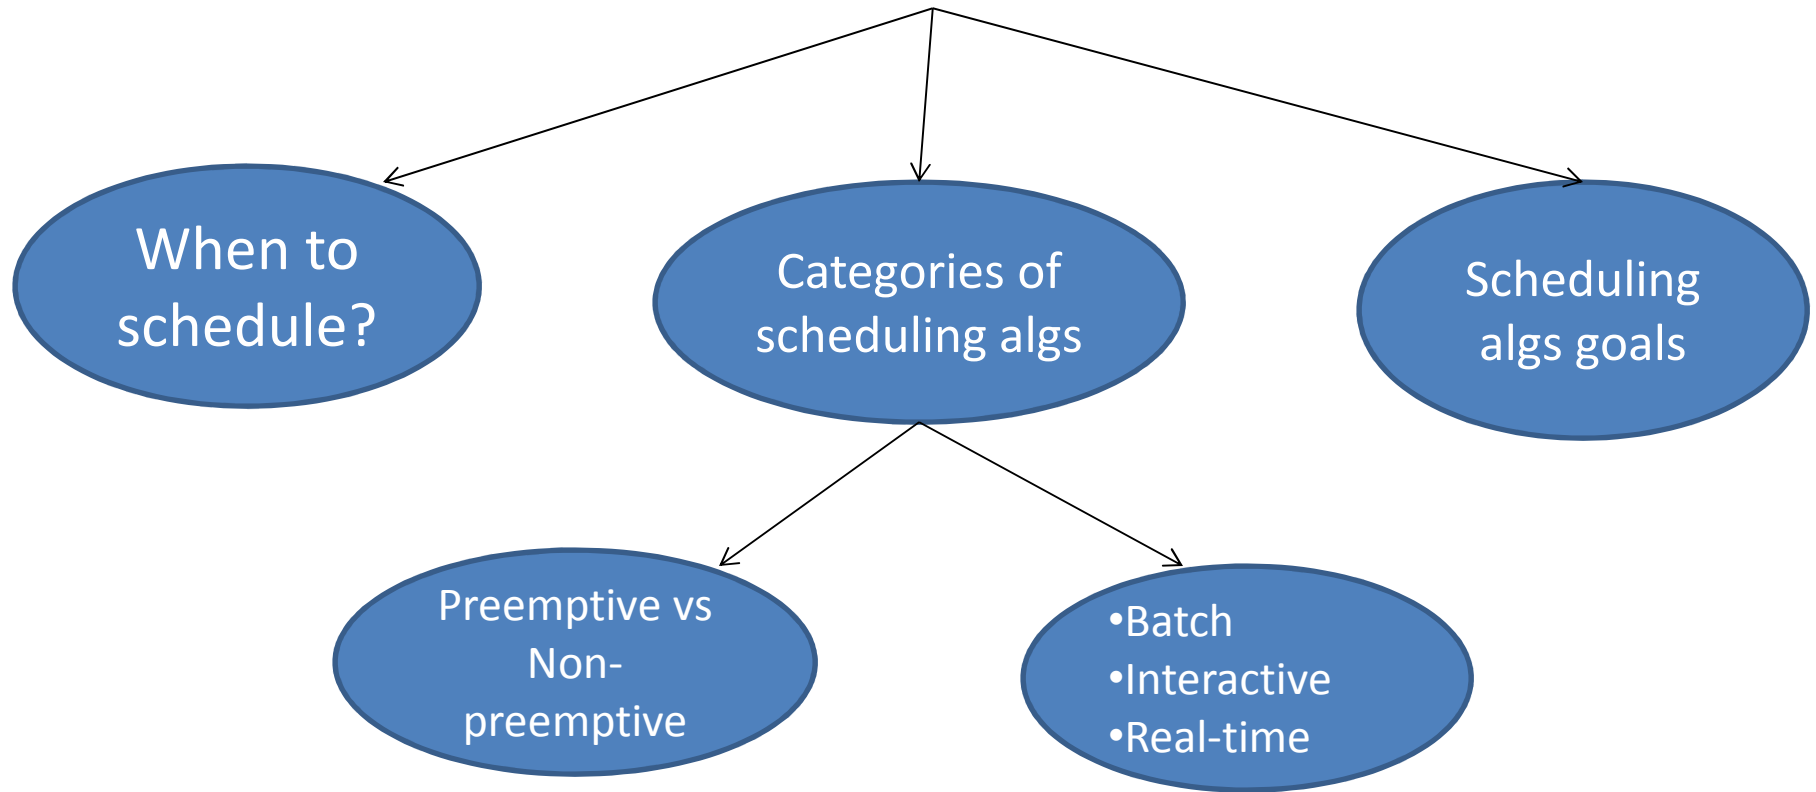 When to
schedule?
Categories of
scheduling algs
Scheduling
algs goals
Preemptive vs
Non-
preemptive
•Batch
•Interactive
•Real-time